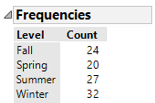 Frequencies
Level Count
Fall 24
Spring 20
Summer 27
Winter 32